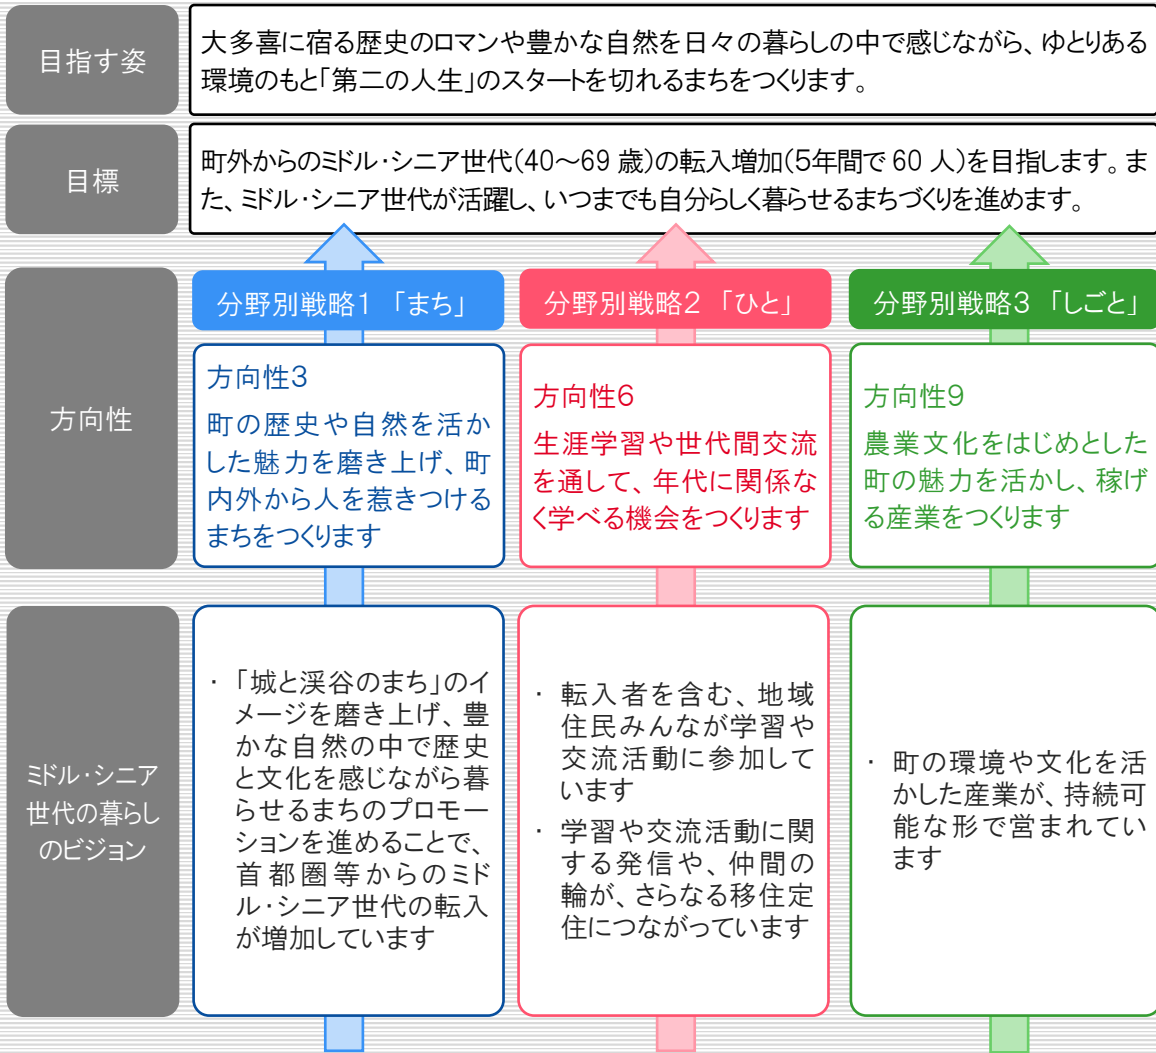 目指す姿
大多喜に宿る歴史のロマンや豊かな自然を日々の暮らしの中で感じながら、ゆとりある
環境のもと「第二の人生」のスタートを切れるまちをつくります。
目標
町外からのミドル・シニア世代(40～69 歳)の転入増加(5年間で 60 人)を目指します。ま
た、ミドル・シニア世代が活躍し、いつまでも自分らしく暮らせるまちづくりを進めます。
分野別戦略1 「まち」
分野別戦略2 「ひと」
分野別戦略3 「しごと」
方向性
方向性3
町の歴史や自然を活か
した魅力を磨き上げ、町
内外から人を惹きつける
まちをつくります
方向性6
生涯学習や世代間交流
を通して、年代に関係な
く学べる機会をつくります
方向性9
農業文化をはじめとした
町の魅力を活かし、稼げ
る産業をつくります
ミドル・シニア
世代の暮らし
のビジョン
・ 「城と渓谷のまち」のイ
メージを磨き上げ、豊
かな自然の中で歴史
と文化を感じながら暮
らせるまちのプロモー
ションを進めることで、
首都圏等からのミド
ル・シニア世代の転入
が増加しています
・ 転入者を含む、地域
住民みんなが学習や
交流活動に参加して
います
・ 学習や交流活動に関
する発信や、仲間の
輪が、さらなる移住定
住につながっています
・ 町の環境や文化を活
かした産業が、持続可
能な形で営まれてい
ます